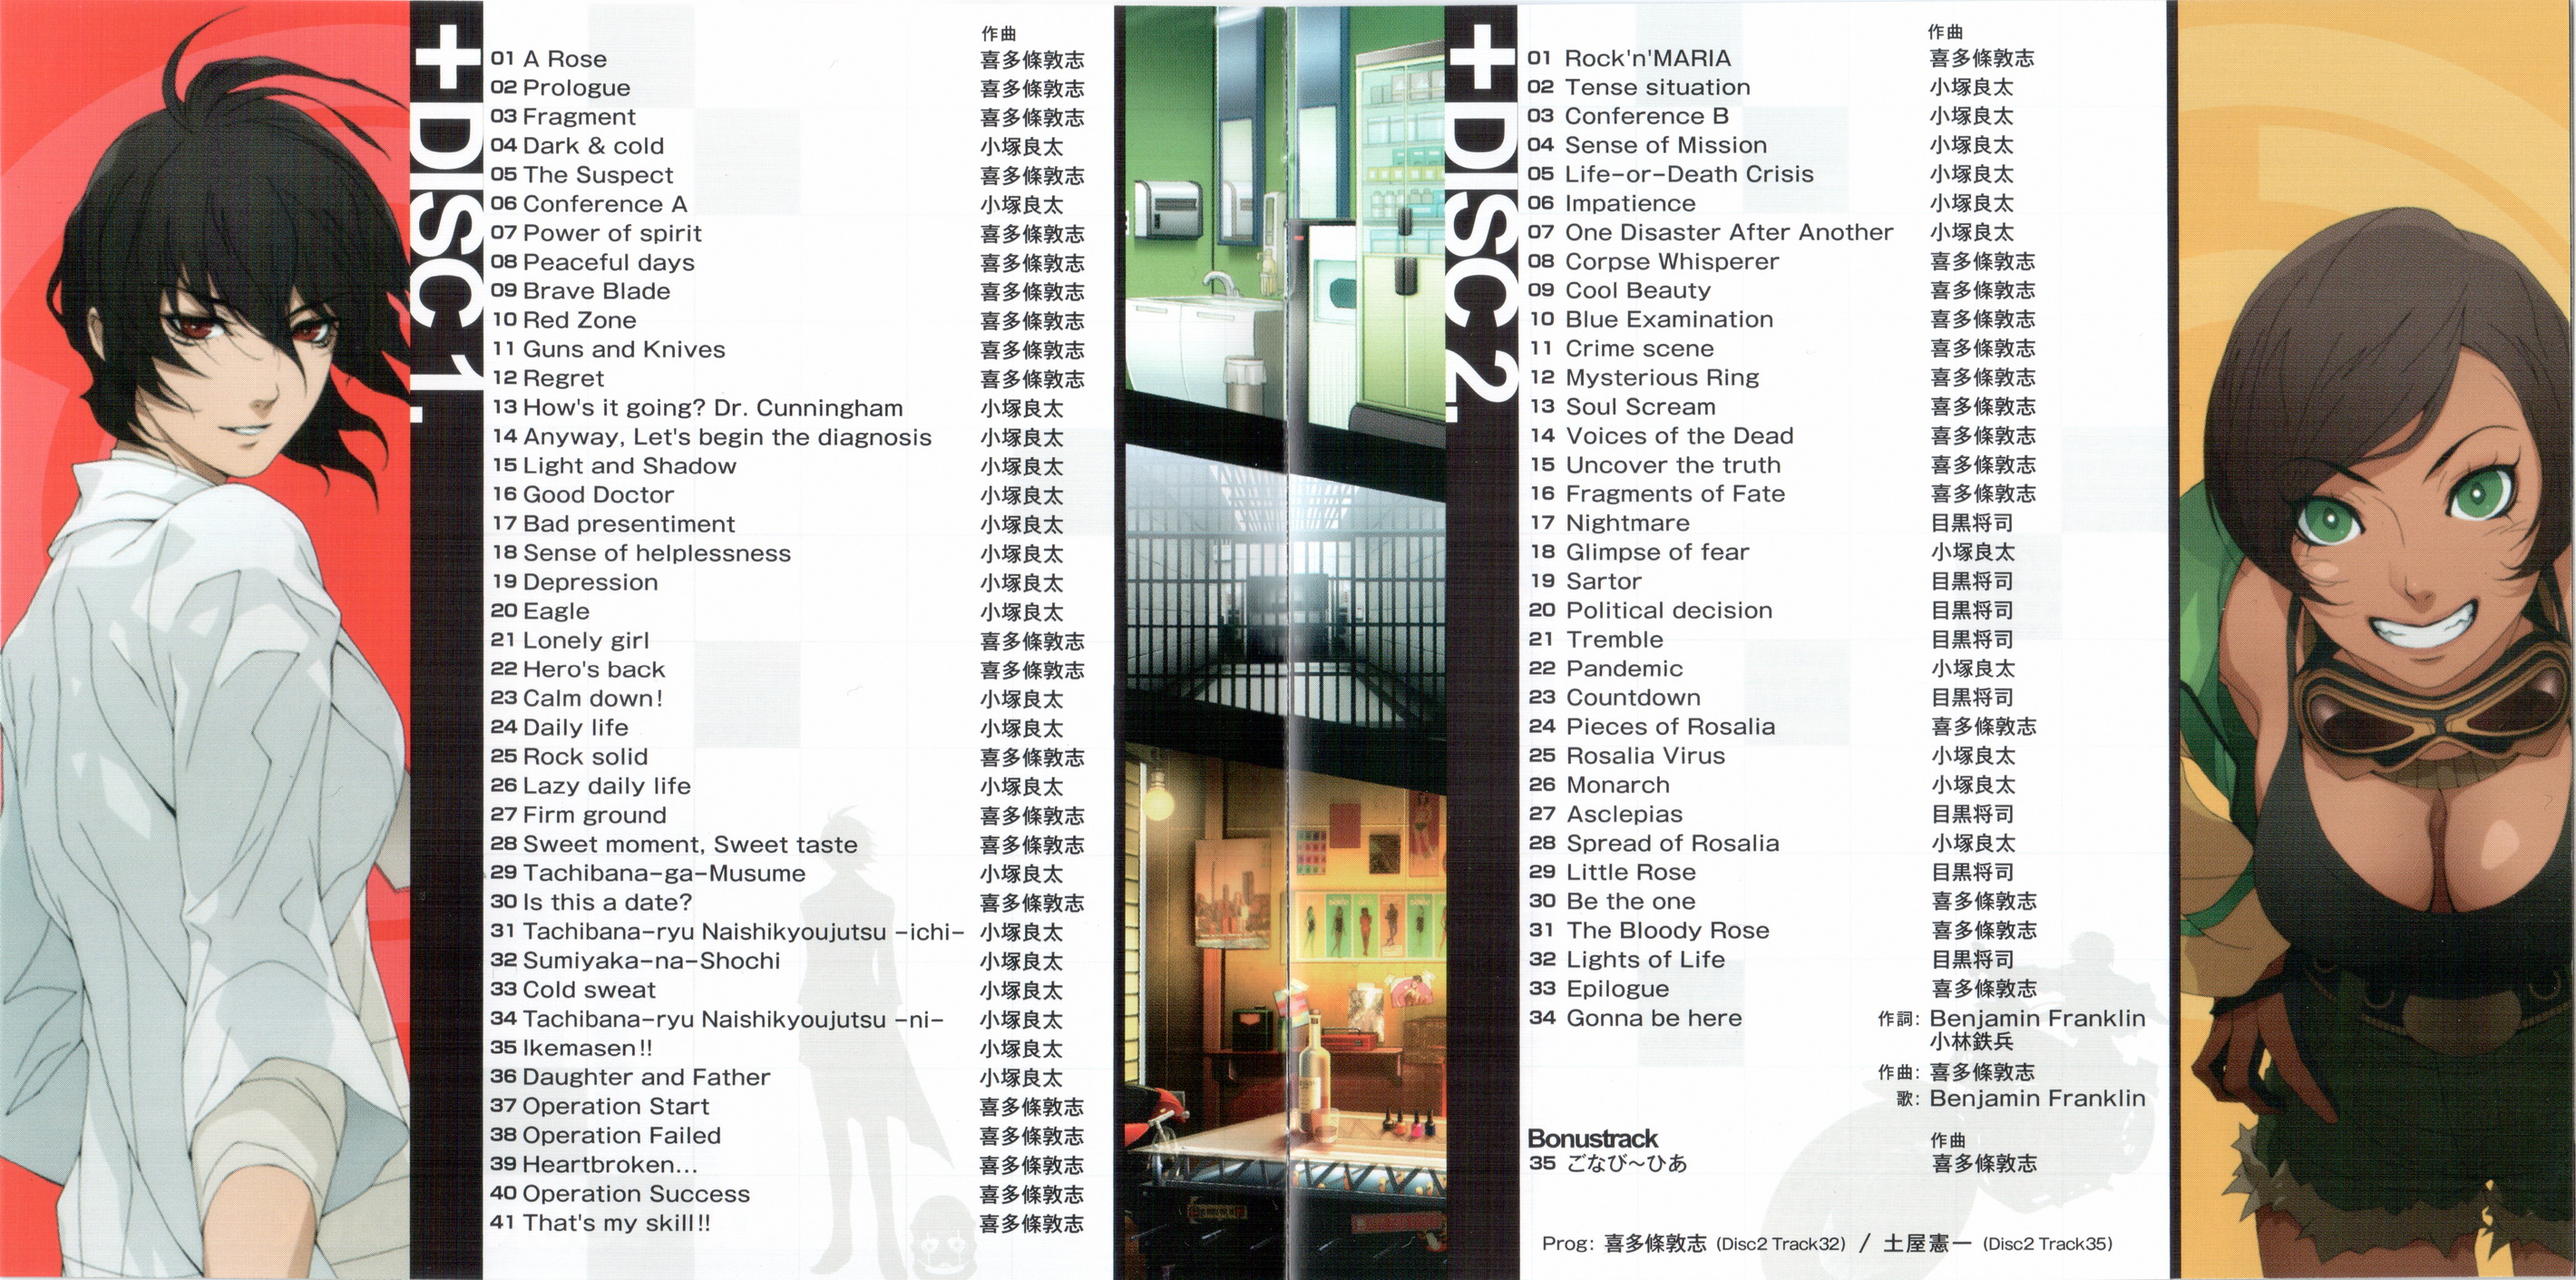 +DISC 1.
作曲
01 A Rose 喜多條敦志
02 Prologue 喜多條敦志
03 Fragment 喜多條敦志
04 Dark & cold 小塚良太
05 The Suspect 喜多條敦志
06 Conference A 小塚良太
07 Power of spirit 喜多條敦志
08 Peaceful days 喜多條敦志
09 Brave Blade 喜多條敦志
10 Red Zone 喜多條敦志
11 Guns and Knives 喜多條敦志
12 Regret 喜多條敦志
13 How's it going? Dr. Cunningham 小塚良太
14 Anyway, Let's begin the diagnosis 小塚良太
15 Light and Shadow 小塚良太
16 Good Doctor 小塚良太
17 Bad presentiment 小塚良太
18 Sense of helplessness 小塚良太
19 Depression 小塚良太
20 Eagle 小塚良太
21 Lonely girl 喜多條敦志
22 Hero's back 喜多條敦志
23 Calm down! 小塚良太
24 Daily life 小塚良太
25 Rock solid 喜多條敦志
26 Lazy daily life 小塚良太
27 Firm ground 喜多條敦志
28 Sweet moment, Sweet taste 喜多條敦志
29 Tachibana-ga-Musume 小塚良太
30 Is this a date? 喜多條敦志
31 Tachibana-ryu Naishikyoujutsu -ichi- 小塚良太
32 Sumiyaka-na-Shochi 小塚良太
33 Cold sweat 小塚良太
34 Tachibana-ryu Naishikyoujutsu -ni- 小塚良太
35 Ikemasen!! 小塚良太
36 Daughter and Father 小塚良太
37 Operation Start 喜多條敦志
38 Operation Failed 喜多條敦志
39 Heartbroken... 喜多條敦志
40 Operation Success 喜多條敦志
41 That's my skill!! 喜多條敦志
+DISC 2.
作曲
01 Rock'n'MARIA 喜多條敦志
02 Tense situation 小塚良太
03 Conference B 小塚良太
04 Sense of Mission 小塚良太
05 Life-or-Death Crisis 小塚良太
06 Impatience 小塚良太
07 One Disaster After Another 小塚良太
08 Corpse Whisperer 喜多條敦志
09 Cool Beauty 喜多條敦志
10 Blue Examination 喜多條敦志
11 Crime scene 喜多條敦志
12 Mysterious Ring 喜多條敦志
13 Soul Scream 喜多條敦志
14 Voices of the Dead 喜多條敦志
15 Uncover the truth 喜多條敦志
16 Fragments of Fate 喜多條敦志
17 Nightmare 目黒将司
18 Glimpse of fear 小塚良太
19 Sartor 目黒将司
20 Political decision 目黒将司
21 Tremble 目黒将司
22 Pandemic 小塚良太
23 Countdown 目黒将司
24 Pieces of Rosalia 喜多條敦志
25 Rosalia Virus 小塚良太
26 Monarch 小塚良太
27 Asclepias 目黒将司
28 Spread of Rosalia 小塚良太
29 Little Rose 目黒将司
30 Be the one 喜多條敦志
31 The Bloody Rose 喜多條敦志
32 Lights of Life 目黒将司
33 Epilogue 喜多條敦志
34 Gonna be here 作詞: Benjamin Franklin
小林鉄兵
作曲: 喜多條敦志
歌: Benjamin Franklin
Bonustrack 作曲
35 ごなび〜ひあ 喜多條敦志
Prog: 喜多條敦志 (Disc2 Track32) / 土屋憲一 (Disc2 Track35)